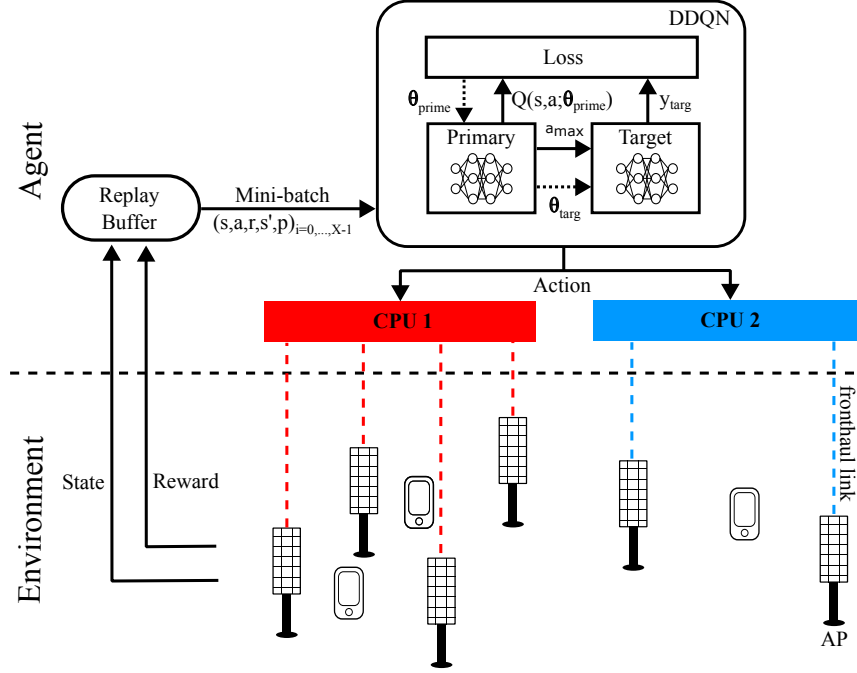 DDQN
Loss
θprime
Q(s,a;θprime)
ytarg
Primary
amax
Target
θtarg
Agent
Replay
Buffer
Mini-batch
(s,a,r,s',p)i=0,...,X-1
Action
CPU 1
CPU 2
Environment
State
Reward
fronthaul link
AP